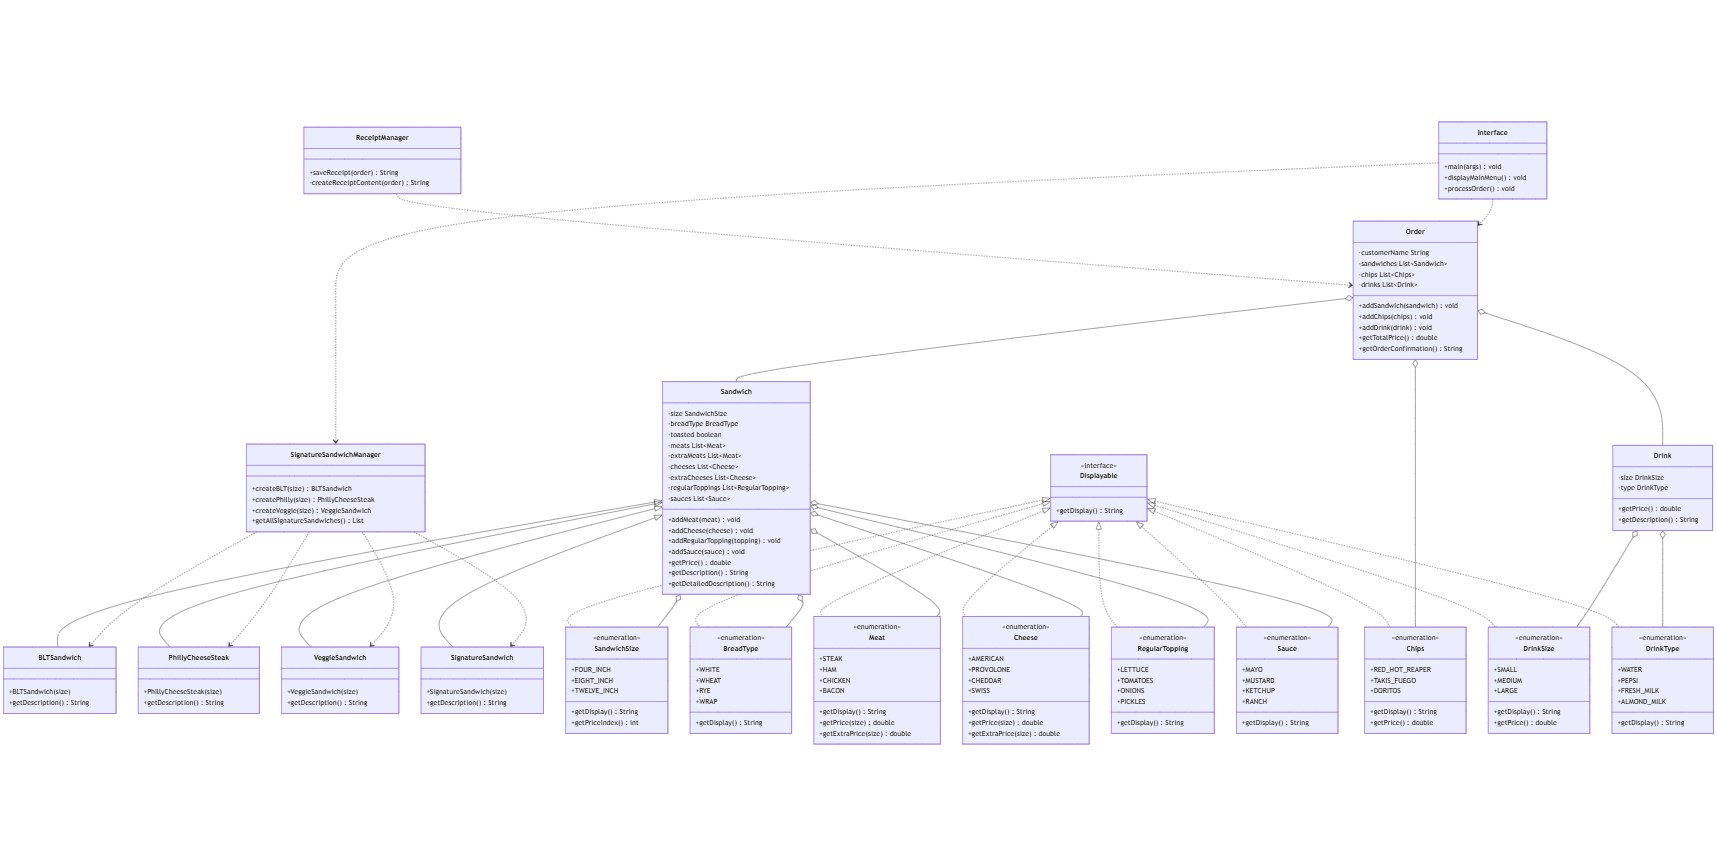 ReceiptManager
+saveReceipt(order) : String
-createReceiptContent(order) : String
Interface
+main(args) : void
+displayMainMenu() : void
+processOrder() : void
Order
-customerName String
-sandwiches List<Sandwich>
-chips List<Chips>
-drinks List<Drink>
+addSandwich(sandwich) : void
+addChips(chips) : void
+addDrink(drink) : void
+getTotalPrice() : double
+getOrderConfirmation() : String
Sandwich
-size SandwichSize
-breadType BreadType
-toasted boolean
-meats List<Meat>
-extraMeats List<Meat>
-cheeses List<Cheese>
-extraCheeses List<Cheese>
-regularToppings List<RegularTopping>
-sauces List<Sauce>
+addMeat(meat) : void
+addCheese(cheese) : void
+addRegularTopping(topping) : void
+addSauce(sauce) : void
+getPrice() : double
+getDescription() : String
+getDetailedDescription() : String
SignatureSandwichManager
+createBLT(size) : BLTSandwich
+createPhilly(size) : PhillyCheeseSteak
+createVeggie(size) : VeggieSandwich
+getAllSignatureSandwiches() : List
«interface»
Displayable
+getDisplay() : String
Drink
-size DrinkSize
-type DrinkType
+getPrice() : double
+getDescription() : String
BLTSandwich
+BLTSandwich(size)
+getDescription() : String
PhillyCheeseSteak
+PhillyCheeseSteak(size)
+getDescription() : String
VeggieSandwich
+VeggieSandwich(size)
+getDescription() : String
SignatureSandwich
+SignatureSandwich(size)
+getDescription() : String
«enumeration»
SandwichSize
+FOUR_INCH
+EIGHT_INCH
+TWELVE_INCH
+getDisplay() : String
+getPriceIndex() : int
«enumeration»
BreadType
+WHITE
+WHEAT
+RYE
+WRAP
+getDisplay() : String
«enumeration»
Meat
+STEAK
+HAM
+CHICKEN
+BACON
+getDisplay() : String
+getPrice(size) : double
+getExtraPrice(size) : double
«enumeration»
Cheese
+AMERICAN
+PROVOLONE
+CHEDDAR
+SWISS
+getDisplay() : String
+getPrice(size) : double
+getExtraPrice(size) : double
«enumeration»
RegularTopping
+LETTUCE
+TOMATOES
+ONIONS
+PICKLES
+getDisplay() : String
«enumeration»
Sauce
+MAYO
+MUSTARD
+KETCHUP
+RANCH
+getDisplay() : String
«enumeration»
Chips
+RED_HOT_REAPER
+TAKIS_FUEGO
+DORITOS
+getDisplay() : String
+getPrice() : double
«enumeration»
DrinkSize
+SMALL
+MEDIUM
+LARGE
+getDisplay() : String
+getPrice() : double
«enumeration»
DrinkType
+WATER
+PEPSI
+FRESH_MILK
+ALMOND_MILK
+getDisplay() : String